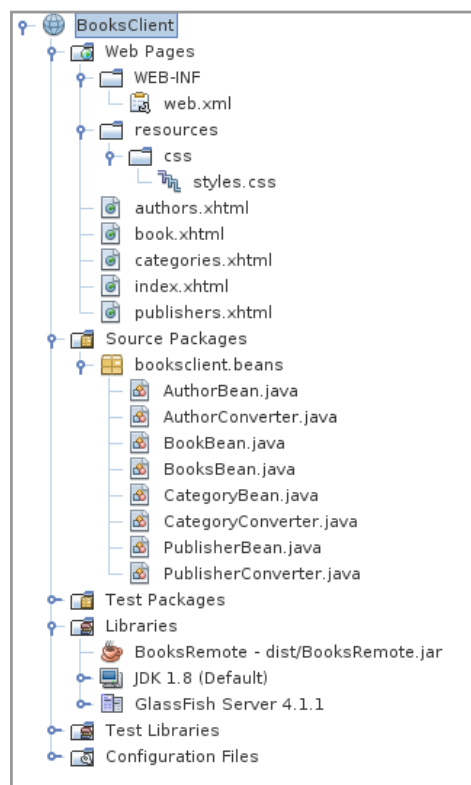 BooksClient
Web Pages
WEB-INF
web.xml
resources
css
styles.css
authors.xhtml
book.xhtml
categories.xhtml
index.xhtml
publishers.xhtml
Source Packages
booksclient.beans
AuthorBean.java
AuthorConverter.java
BookBean.java
BooksBean.java
CategoryBean.java
CategoryConverter.java
PublisherBean.java
PublisherConverter.java
Test Packages
Libraries
BooksRemote - dist/BooksRemote.jar
JDK 1.8 (Default)
GlassFish Server 4.1.1
Test Libraries
Configuration Files